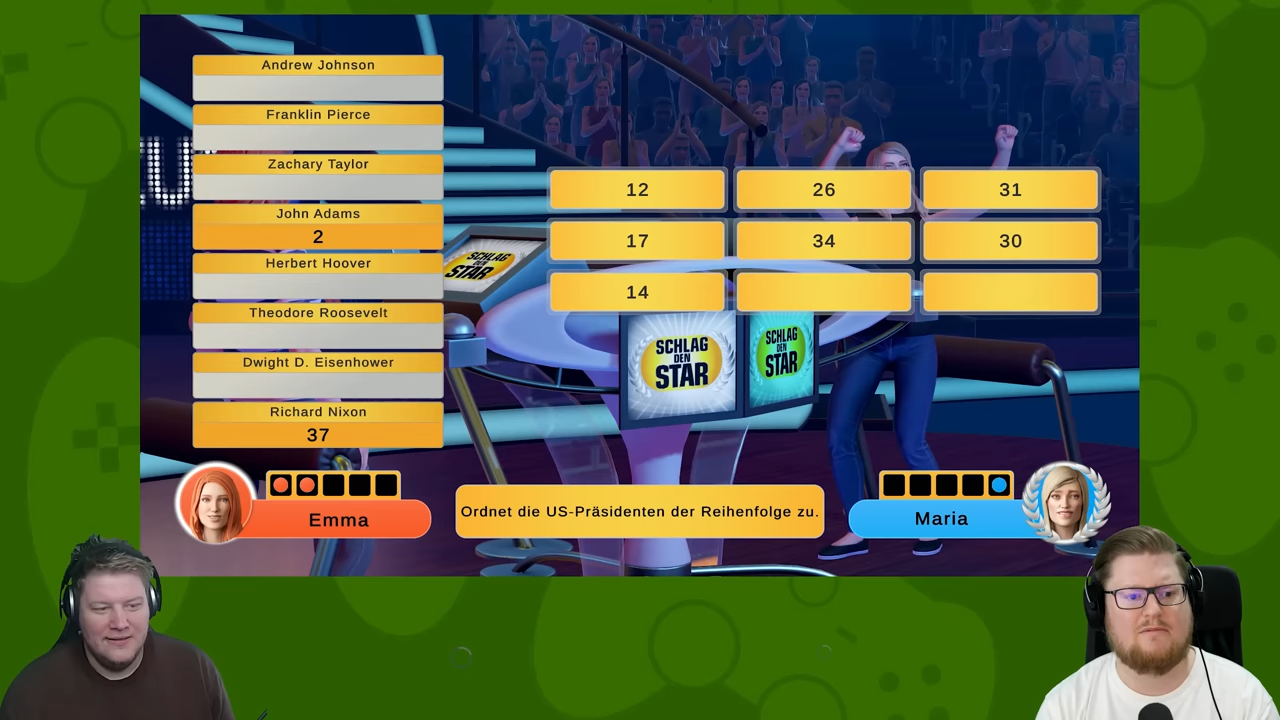 Andrew Johnson
Franklin Pierce
Zachary Taylor
John Adams
2
Herbert Hoover
Theodore Roosevelt
Dwight D. Eisenhower
Richard Nixon
37
12
26
31
17
34
30
14
SCHLAG
DEN
STAR
SCHLAG
DEN
STAR
SCHLAG
DEN
STAR
Emma
Ordnet die US-Präsidenten der Reihenfolge zu.
Maria